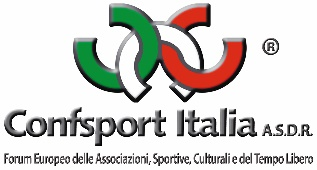 ®
Confsport Italia A.S.D.R.
Forum Europeo delle Associazioni, Sportive, Culturali e del Tempo Libero